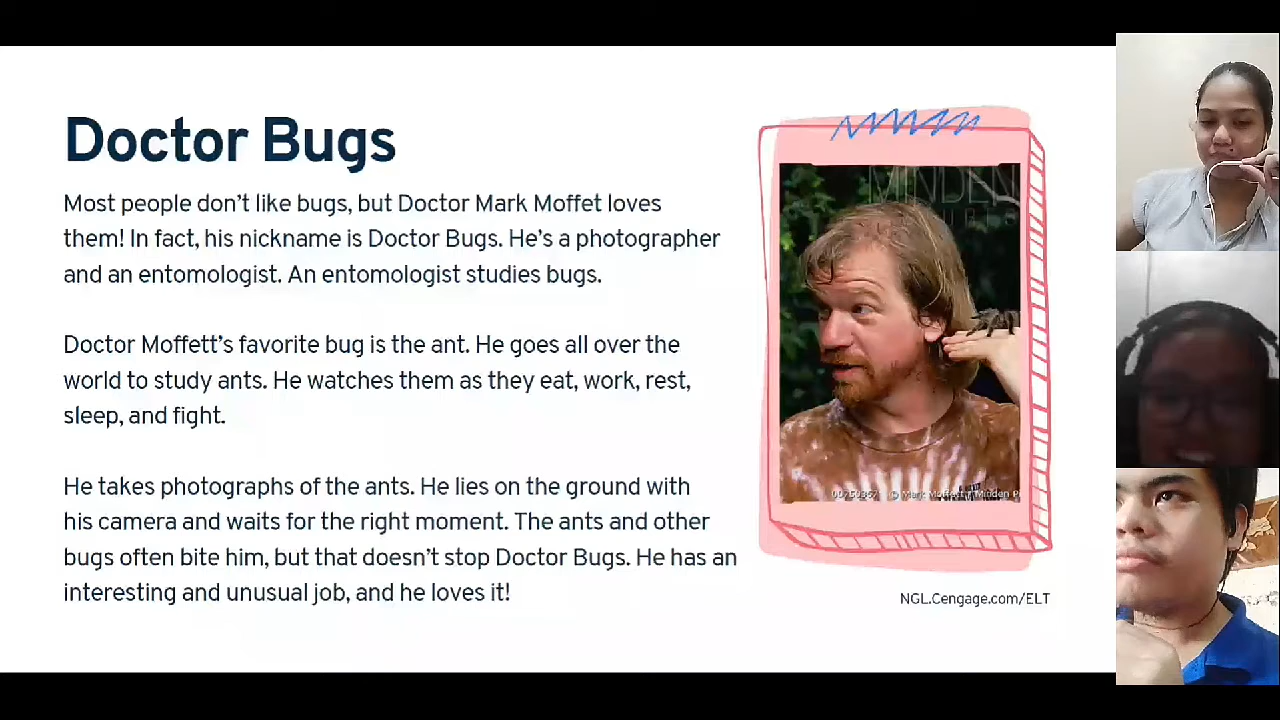 Doctor Bugs
Most people don't like bugs, but Doctor Mark Moffet loves
them! In fact, his nickname is Doctor Bugs. He's a photographer
and an entomologist. An entomologist studies bugs.
Doctor Moffett's favorite bug is the ant. He goes all over the
world to study ants. He watches them as they eat, work, rest,
sleep, and fight.
He takes photographs of the ants. He lies on the ground with
his camera and waits for the right moment. The ants and other
bugs often bite him, but that doesn't stop Doctor Bugs. He has an
interesting and unusual job, and he loves it!
MINDEN
© Mark Moffett / Minden P
NGL.Cengage.com/ELT